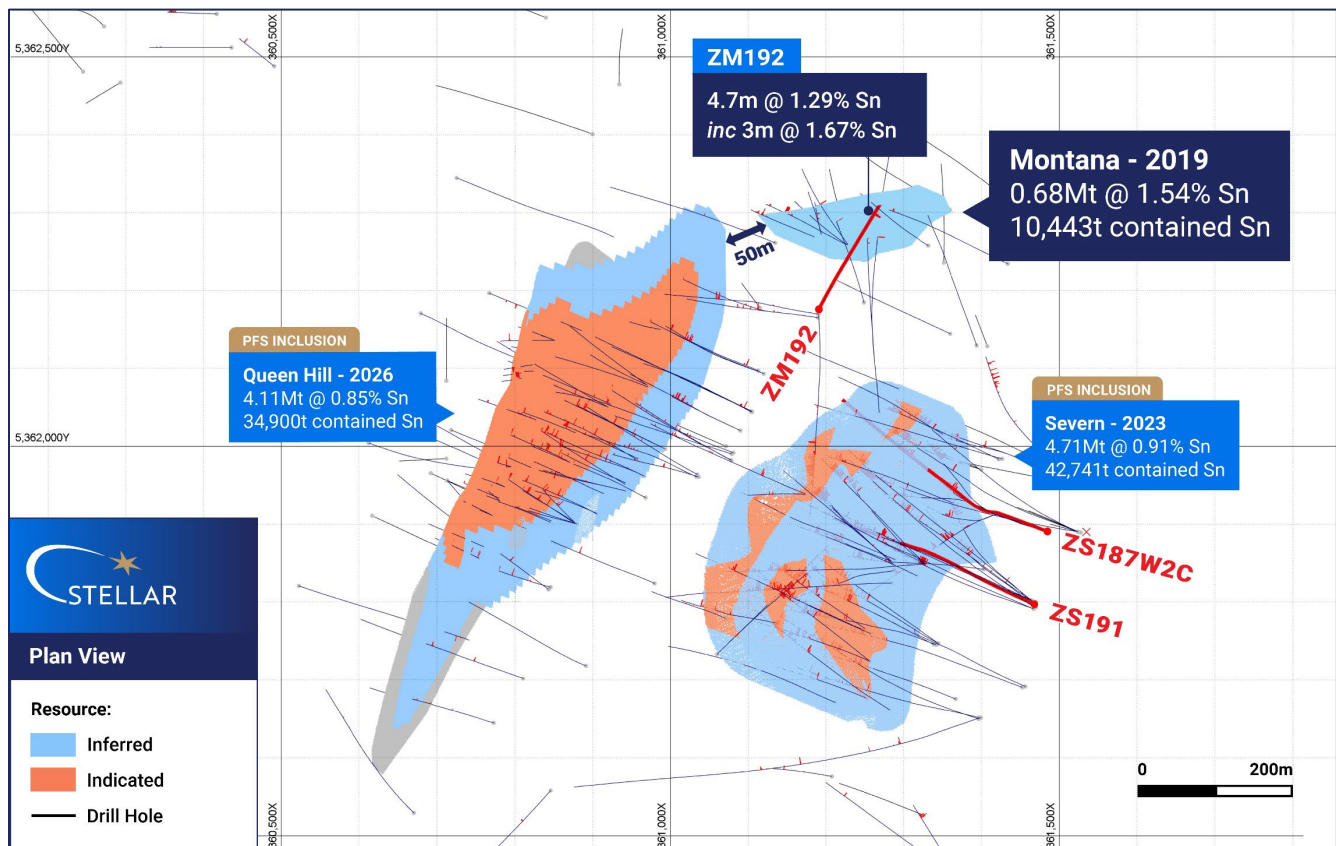 360,500X
361,000X
361,500X
5,362,500Y
ZM192
4.7m @ 1.29% Sn
inc 3m @ 1.67% Sn
Montana - 2019
0.68Mt @ 1.54% Sn
10,443t contained Sn
50m
ZM192
PFS INCLUSION
Queen Hill - 2026
4.11Mt @ 0.85% Sn
34,900t contained Sn
PFS INCLUSION
Severn - 2023
4.71Mt @ 0.91% Sn
42,741t contained Sn
5,362,000Y
ZS187W2C
ZS191
STELLAR
Plan View
Resource:
Inferred
Indicated
Drill Hole
0 200m
360,500X
361,000X
361,500X